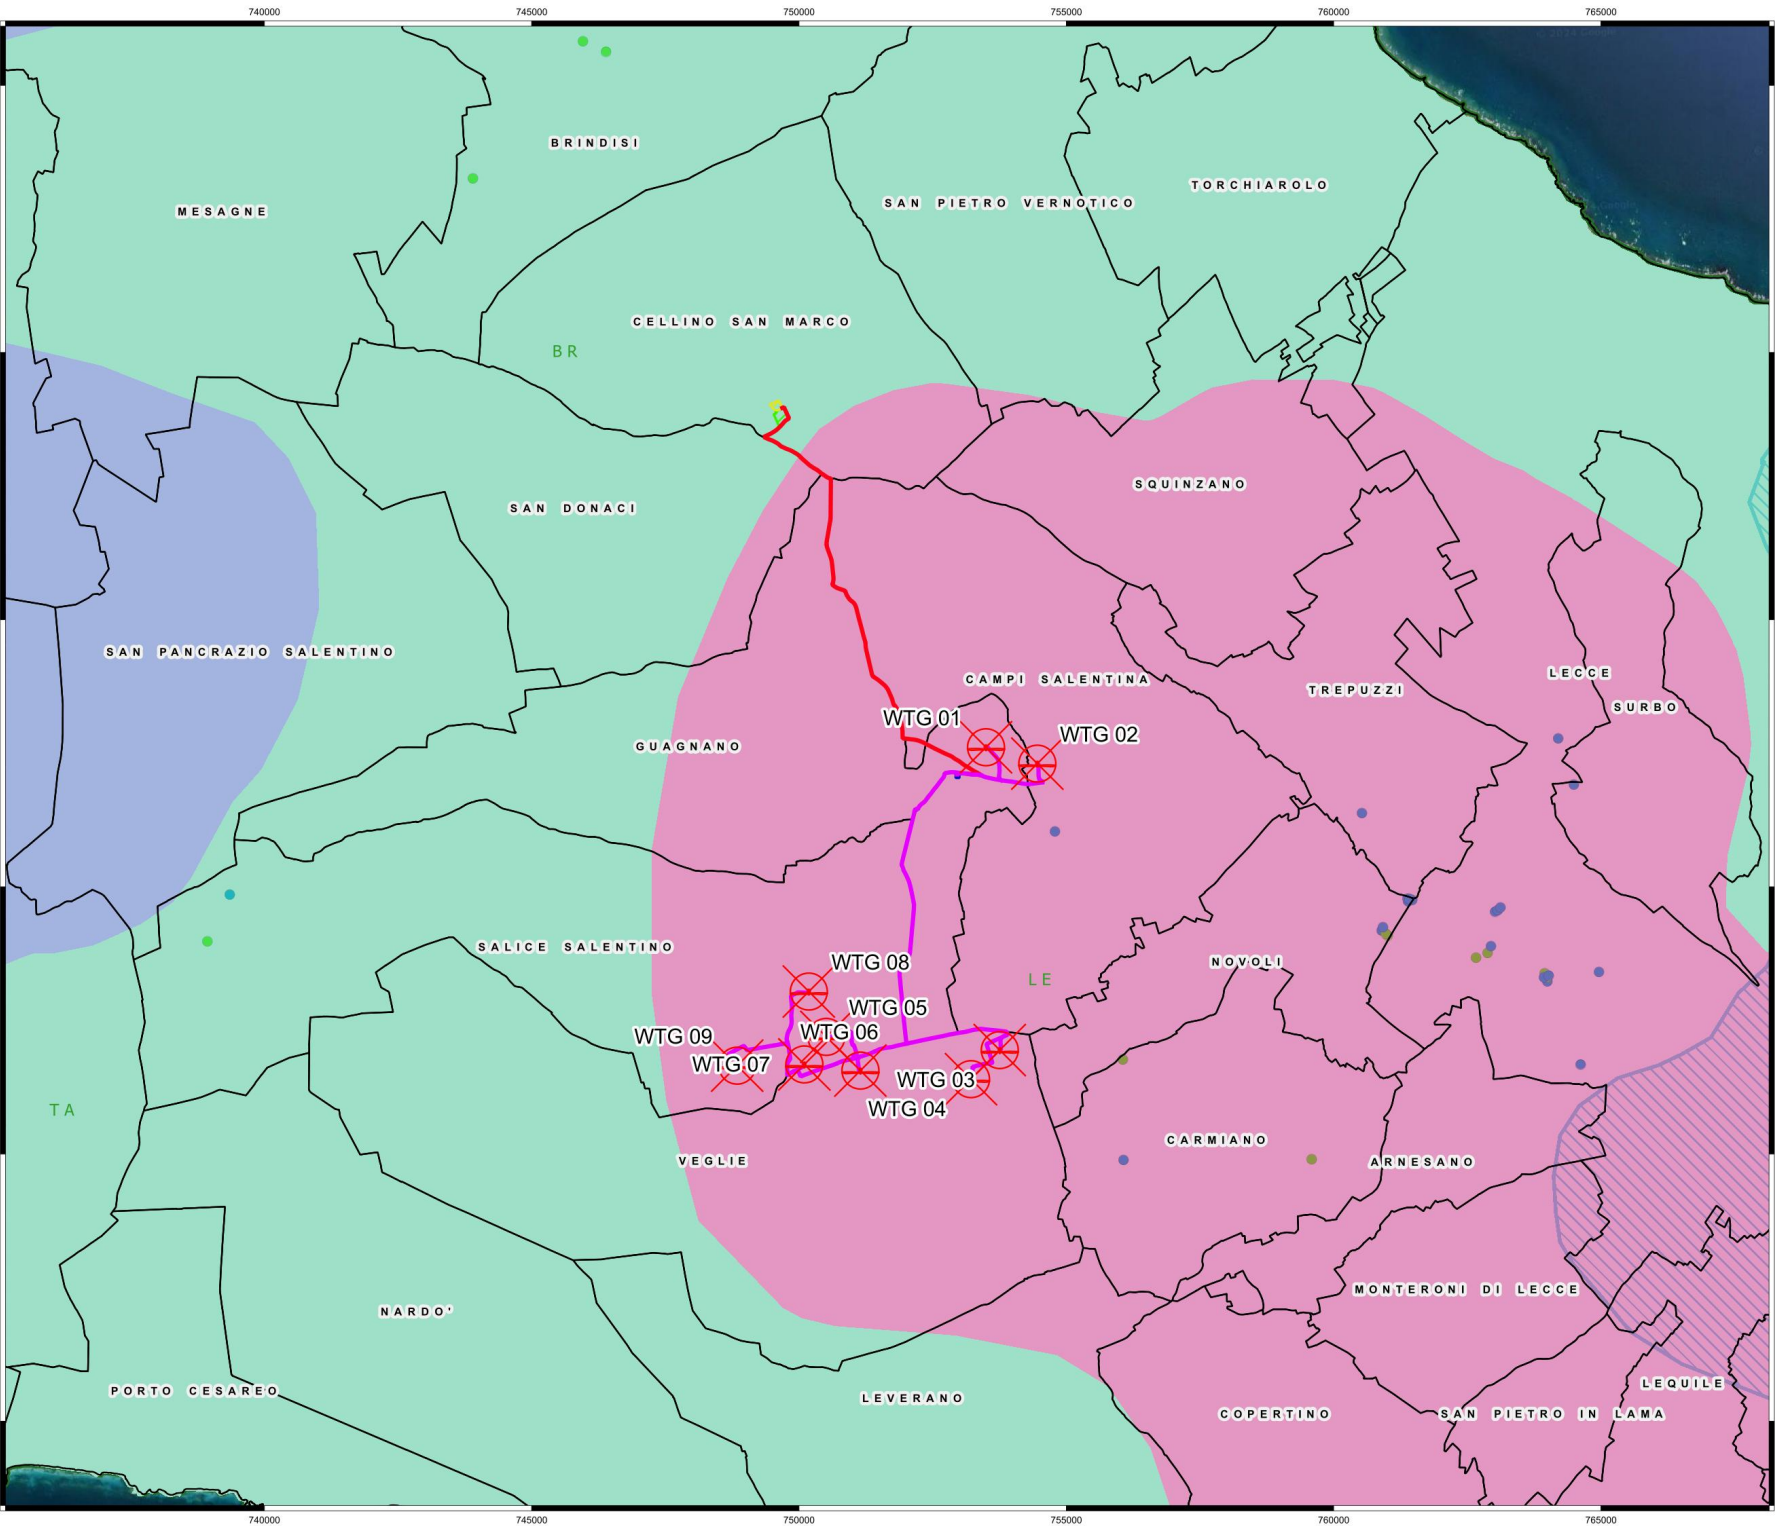 740000 745000 750000 755000 760000 765000
© 2024 Google
BRINDISI
MESAGNE
SAN PIETRO VERNOTICO
TORCHIAROLO
CELLINO SAN MARCO
BR
SQUINZANO
SAN DONACI
SAN PANCRAZIO SALENTINO
CAMPI SALENTINA
TREPUZZI
LECCE
SURBO
WTG 01
WTG 02
GUAGNANO
SALICE SALENTINO
WTG 08
NOVOLI
LE
WTG 05
WTG 06
WTG 09
WTG 07
WTG 03
WTG 04
TA
CARMIANO
VEGLIE
ARNESANO
MONTERONI DI LECCE
NARDO'
PORTO CESAREO
LEVERANO
LEQUILE
COPERTINO
SAN PIETRO IN LAMA
740000 745000 750000 755000 760000 765000